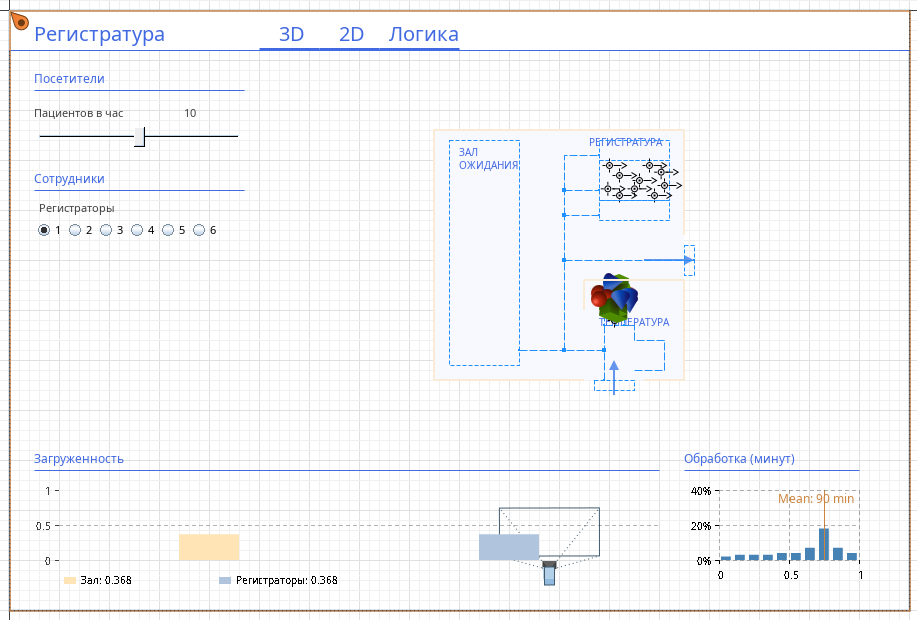 Регистратура 3D 2D Логика
Посетители
Пациентов в час 10
Сотрудники
Регистраторы
1 2 3 4 5 6
ЗАЛ
ОЖИДАНИЯ
РЕГИСТРАТУРА
Загруженность
1
0.5
0
Зал: 0.368 Регистраторы: 0.368
Обработка (минут)
40%
Mean: 90 min
20%
0%
0 0.5 1